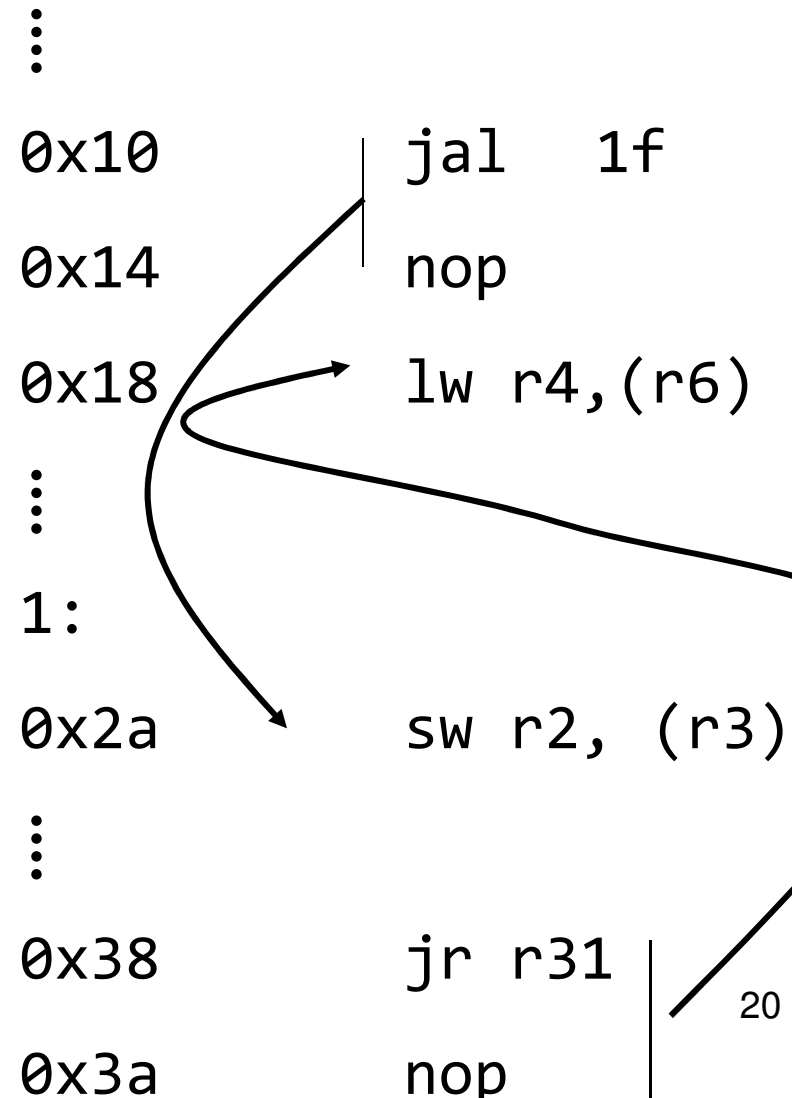 ⋮
0x10 jal 1f
0x14 nop
0x18 lw r4,(r6)
⋮
1:
0x2a sw r2, (r3)
⋮
0x38 jr r31
20
0x3a nop